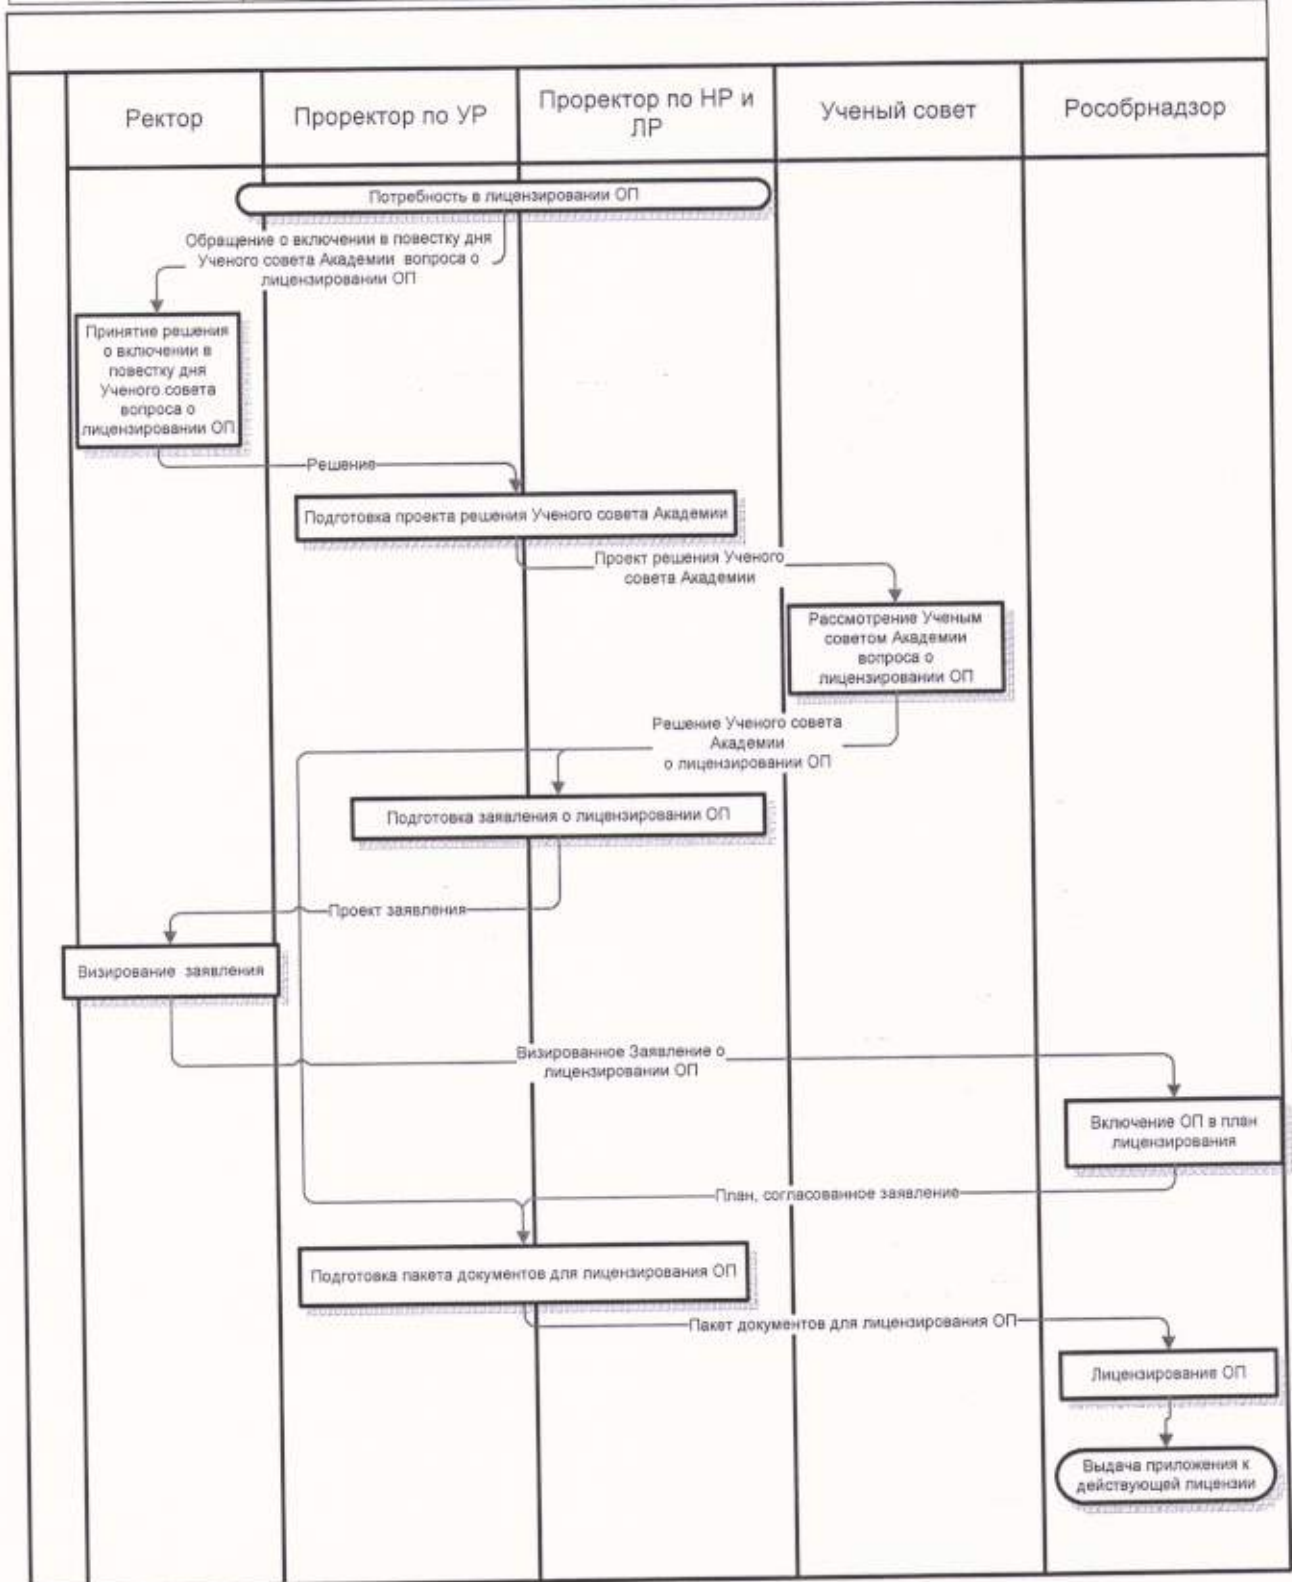 Ректор
Проректор по УР
Проректор по НР и
ЛР
Ученый совет
Рособрнадзор
Потребность в лицензировании ОП
Обращение о включении в повестку дня
Ученого совета Академии вопроса о
лицензировании ОП
Принятие решения
о включении в
повестку дня
Ученого совета
вопроса о
лицензировании ОП
Решение
Подготовка проекта решения Ученого совета Академии
Проект решения Ученого
совета Академии
Рассмотрение Ученым
советом Академии
вопроса о
лицензировании ОП
Решение Ученого совета
Академии
о лицензировании ОП
Подготовка заявления о лицензировании ОП
Проект заявления
Визирование заявления
Визированное Заявление о
лицензировании ОП
Включение ОП в план
лицензирования
План, согласованное заявление
Подготовка пакета документов для лицензирования ОП
Пакет документов для лицензирования ОП
Лицензирование ОП
Выдача приложения к
действующей лицензии